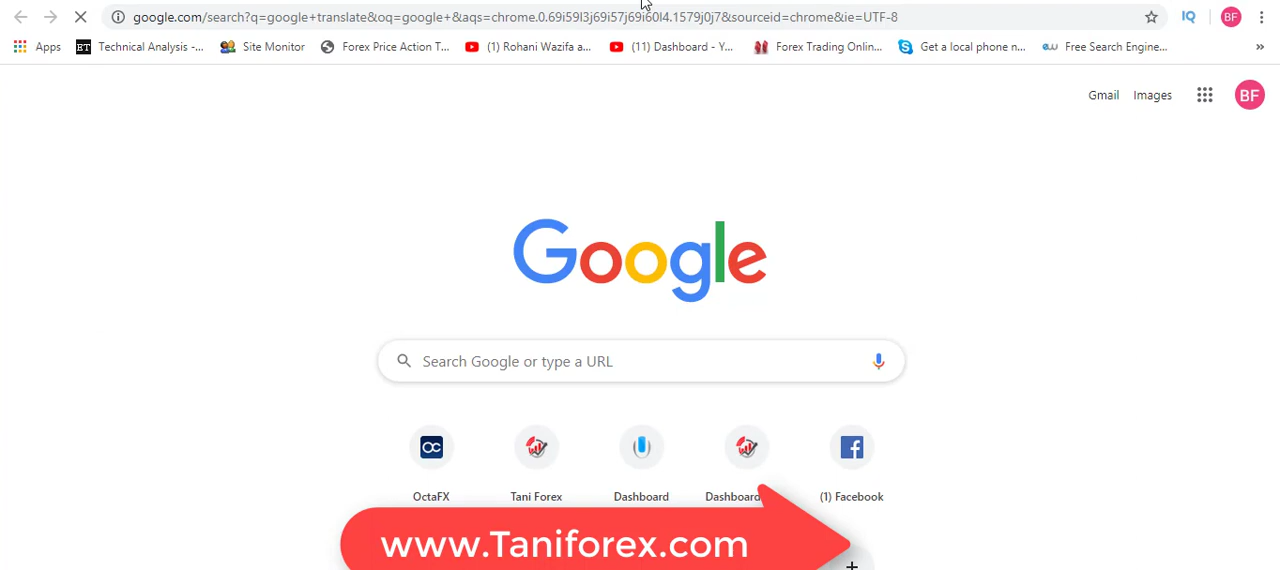 google.com/search?q=google+translate&oq=google+&aqs=chrome.0.69i59l3j69i57j69i60l4.1579j0j7&sourceid=chrome&ie=UTF-8
IQ
BF
Apps
ET
Technical Analysis -...
Site Monitor
Forex Price Action T...
(1) Rohani Wazifa a...
(11) Dashboard - Y...
Forex Trading Onlin...
Get a local phone n...
Free Search Engine...
»
Gmail
Images
BF
Google
Search Google or type a URL
OctaFX
Tani Forex
Dashboard
Dashboard
(1) Facebook
www.Taniforex.com